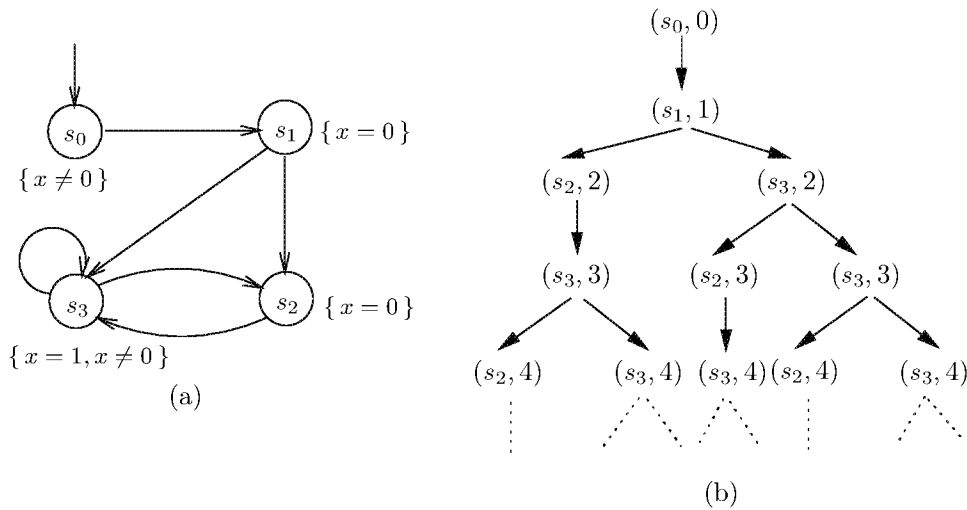 s₀
s₁
{ x = 0 }
{ x ≠ 0 }
s₃
s₂
{ x = 0 }
{ x = 1, x ≠ 0 }
(a)
(s₀, 0)
(s₁, 1)
(s₂, 2) (s₃, 2)
(s₃, 3) (s₂, 3) (s₃, 3)
(s₂, 4) (s₃, 4) (s₃, 4) (s₂, 4) (s₃, 4)
(b)